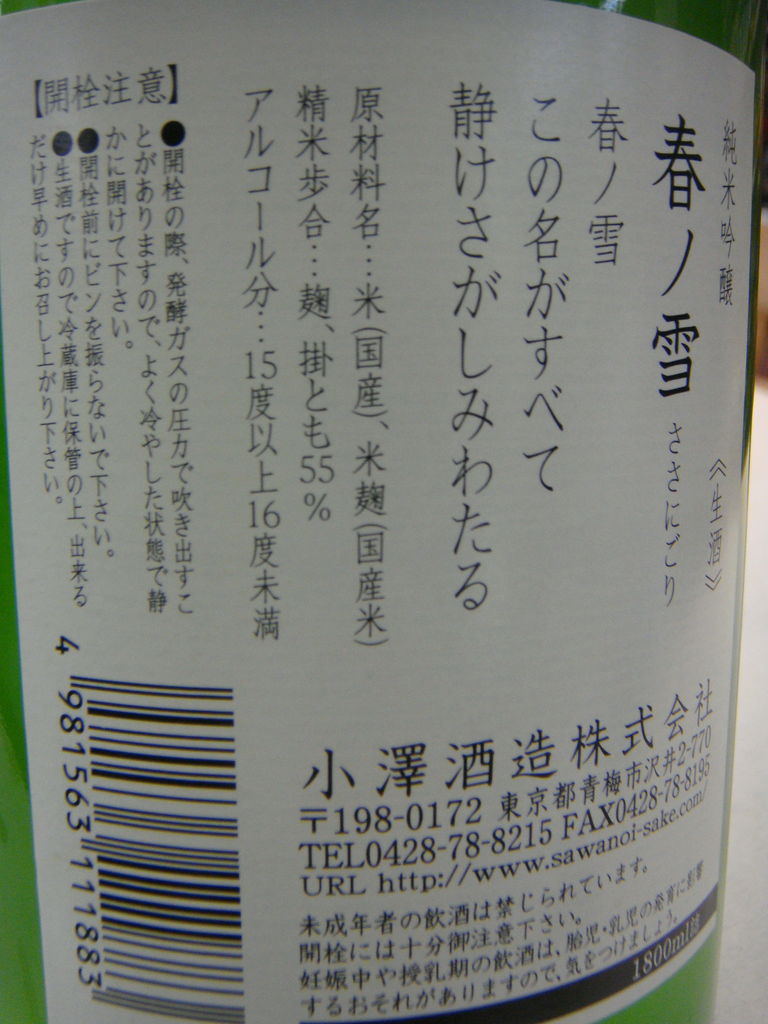 純米吟醸
《生酒》
春ノ雪 ささにごり
春ノ雪
この名がすべて
静けさがしみわたる
原材料名…米(国産)、米麹(国産米)
精米歩合…麹、掛とも55%
アルコール分…15度以上16度未満
【開栓注意】
●開栓の際、発酵ガスの圧力で吹き出すこ
とがありますので、よく冷やした状態で静
かに開けて下さい。
●開栓前にビンを振らないで下さい。
●生酒ですので冷蔵庫に保管の上、出来る
だけ早めにお召し上がり下さい。
4 981563 111883
小澤酒造株式会社
〒198-0172 東京都青梅市沢井2-770
TEL0428-78-8215 FAX0428-78-8195
URL http://www.sawanoi-sake.com/
未成年者の飲酒は禁じられています。
開栓には十分御注意下さい。
妊娠中や授乳期の飲酒は、胎児・乳児の発育に影響
するおそれがありますので、気をつけましょう。
1800ml詰